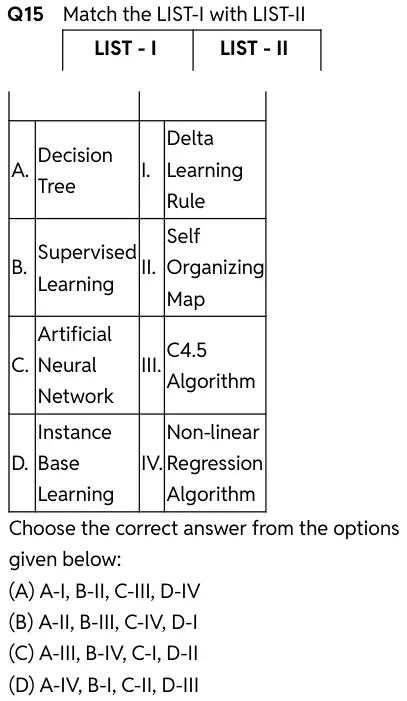 Q15 Match the LIST-I with LIST-II
LIST - I LIST - II
A. Decision Tree I. Delta Learning Rule
B. Supervised Learning II. Self Organizing Map
C. Artificial Neural Network III. C4.5 Algorithm
D. Instance Base Learning IV. Non-linear Regression Algorithm
Choose the correct answer from the options
given below:
(A) A-I, B-II, C-III, D-IV
(B) A-II, B-III, C-IV, D-I
(C) A-III, B-IV, C-I, D-II
(D) A-IV, B-I, C-II, D-III